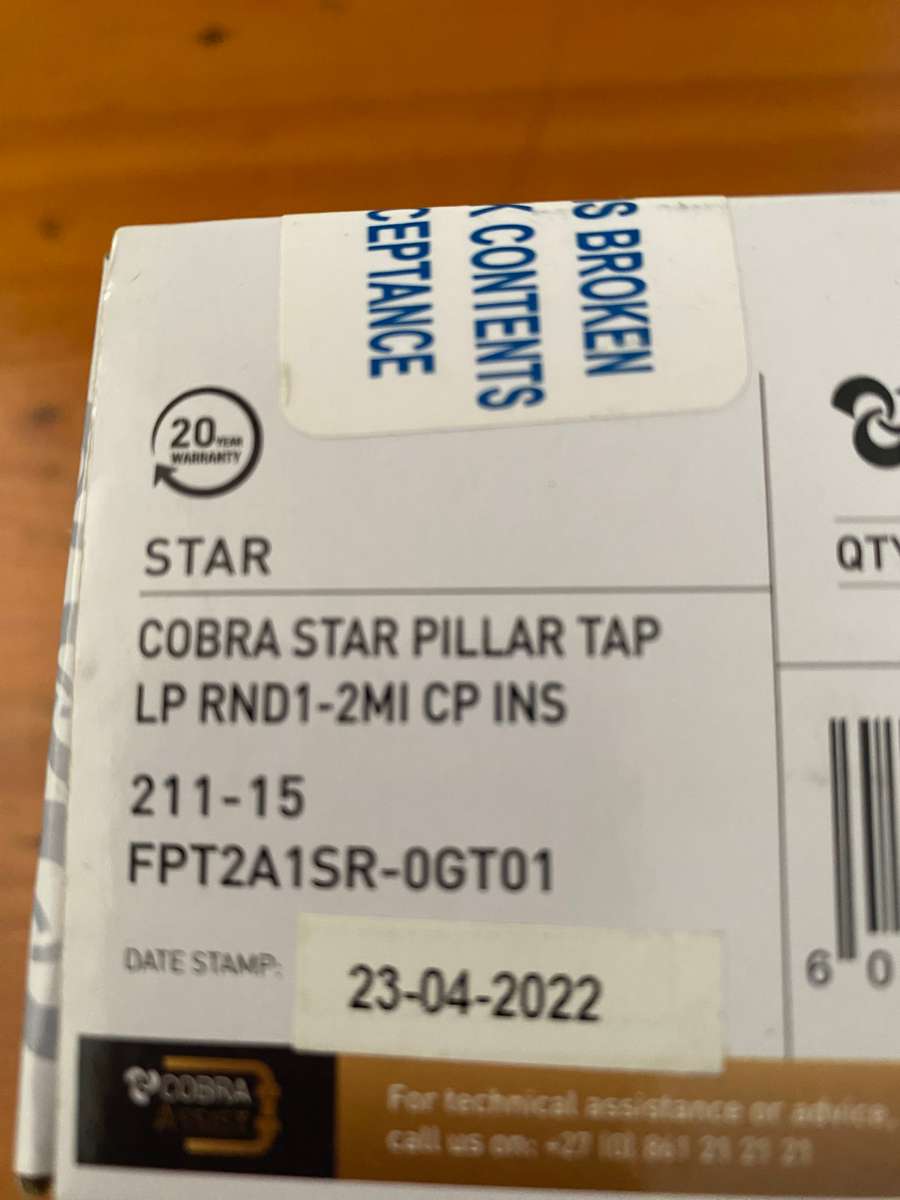 S BROKEN
K CONTENTS
CEPTANCE
20 YEAR
WARRANTY
STAR
QTY
COBRA STAR PILLAR TAP
LP RND1-2MI CP INS
211-15
FPT2A1SR-0GT01
DATE STAMP:
23-04-2022
6 0
COBRA
ASSIST
For technical assistance or advice,
call us on: +27 (0) 861 21 21 21